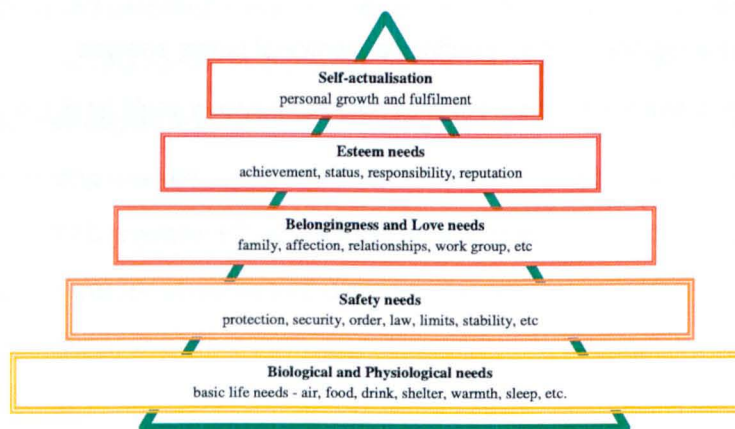 Self-actualisation
personal growth and fulfilment
Esteem needs
achievement, status, responsibility, reputation
Belongingness and Love needs
family, affection, relationships, work group, etc
Safety needs
protection, security, order, law, limits, stability, etc
Biological and Physiological needs
basic life needs - air, food, drink, shelter, warmth, sleep, etc.